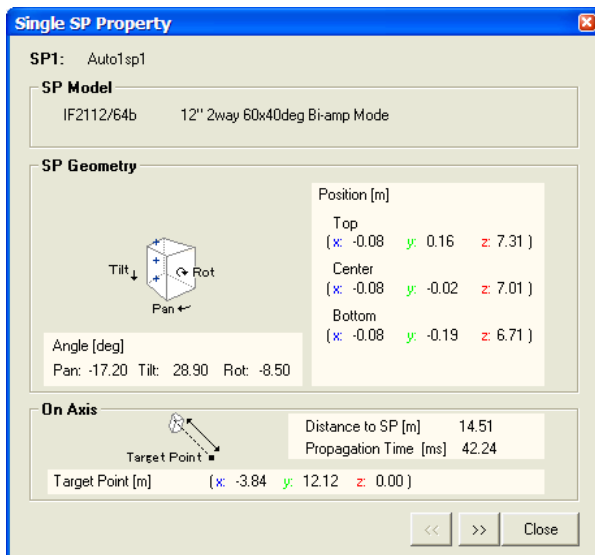 Single SP Property
SP1: Auto1sp1
SP Model
IF2112/64b 12" 2way 60x40deg Bi-amp Mode
SP Geometry
Tilt
Rot
Pan
Angle [deg]
Pan: -17.20 Tilt: 28.90 Rot: -8.50
Position [m]
Top
( x: -0.08 y: 0.16 z: 7.31 )
Center
( x: -0.08 y: -0.02 z: 7.01 )
Bottom
( x: -0.08 y: -0.19 z: 6.71 )
On Axis
Target Point
Distance to SP [m] 14.51
Propagation Time [ms] 42.24
Target Point [m] ( x: -3.84 y: 12.12 z: 0.00 )
<< >> Close